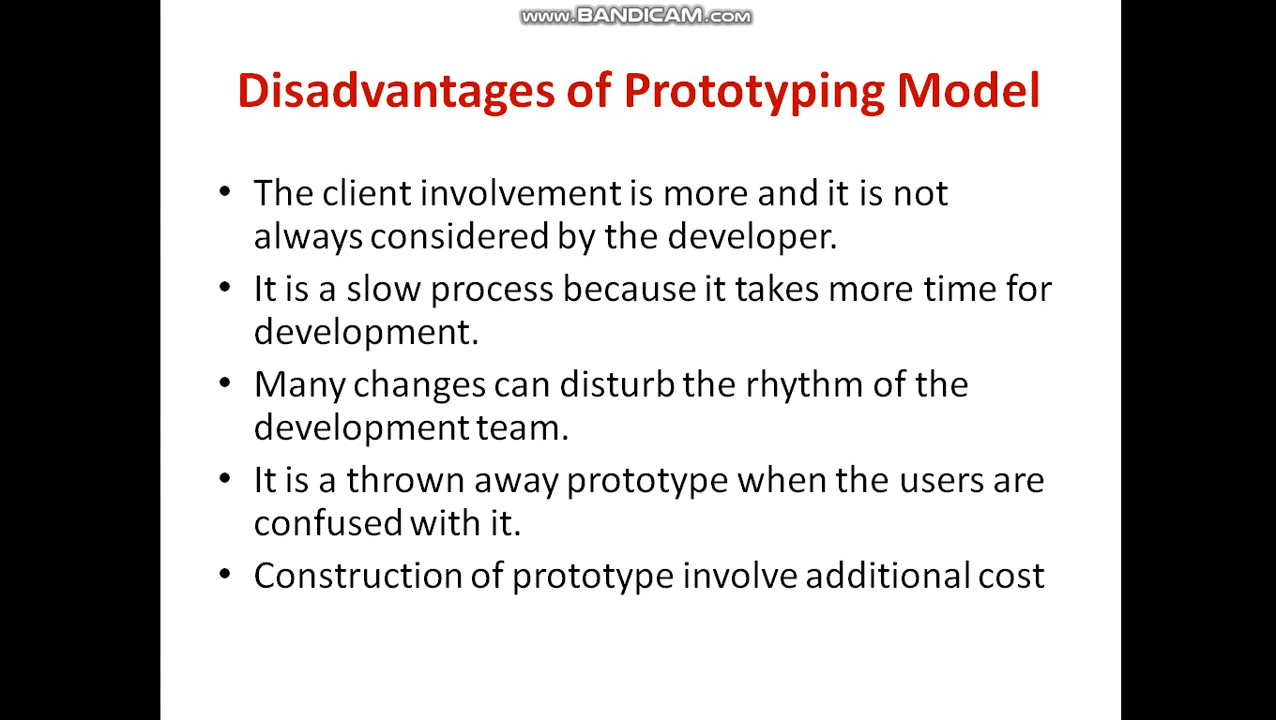 www.BANDICAM.com
Disadvantages of Prototyping Model
• The client involvement is more and it is not
always considered by the developer.
• It is a slow process because it takes more time for
development.
• Many changes can disturb the rhythm of the
development team.
• It is a thrown away prototype when the users are
confused with it.
• Construction of prototype involve additional cost